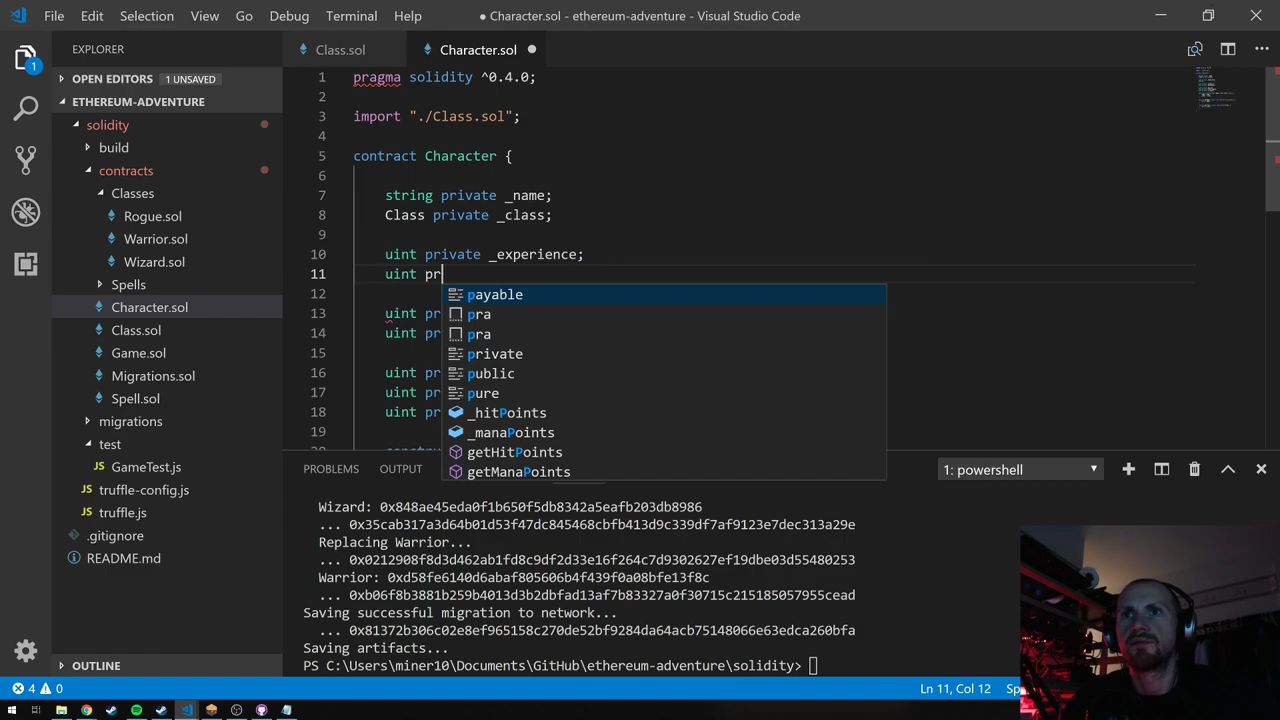 File Edit Selection View Go Debug Terminal Help
● Character.sol - ethereum-adventure - Visual Studio Code
EXPLORER
OPEN EDITORS 1 UNSAVED
ETHEREUM-ADVENTURE
solidity
build
contracts
Classes
Rogue.sol
Warrior.sol
Wizard.sol
Spells
Character.sol
Class.sol
Game.sol
Migrations.sol
Spell.sol
migrations
test
GameTest.js
truffle-config.js
truffle.js
.gitignore
README.md
OUTLINE
1
Class.sol Character.sol
1 pragma solidity ^0.4.0;
2
3 import "./Class.sol";
4
5 contract Character {
6
7 string private _name;
8 Class private _class;
9
10 uint private _experience;
11 uint pr
12
13 uint pr
14 uint pr
15
16 uint pr
17 uint pr
18 uint pr
19
payable
pra
pra
private
public
pure
_hitPoints
_manaPoints
getHitPoints
getManaPoints
PROBLEMS OUTPUT 1: powershell
Wizard: 0x848ae45eda0f1b650f5db8342a5eafb203db8986
... 0x35cab317a3d64b01d53f47dc845468cbfb413d9c339df7af9123e7dec313a29e
Replacing Warrior...
... 0x0212908f8d3d462ab1fd8c9df2d33e16f264c7d9302627ef19dbe03d55480253
Warrior: 0xd58fe6140d6abaf805606b4f439f0a08bfe13f8c
... 0xb06f8b3881b259b4013d3b2dbfad13af7b83327a0f30715c215185057955cead
Saving successful migration to network...
... 0x81372b306c02e8ef965158c270de52bf9284da64acb75148066e63edca260bfa
Saving artifacts...
PS C:\Users\miner10\Documents\GitHub\ethereum-adventure\solidity>
4 0 Ln 11, Col 12 Sp